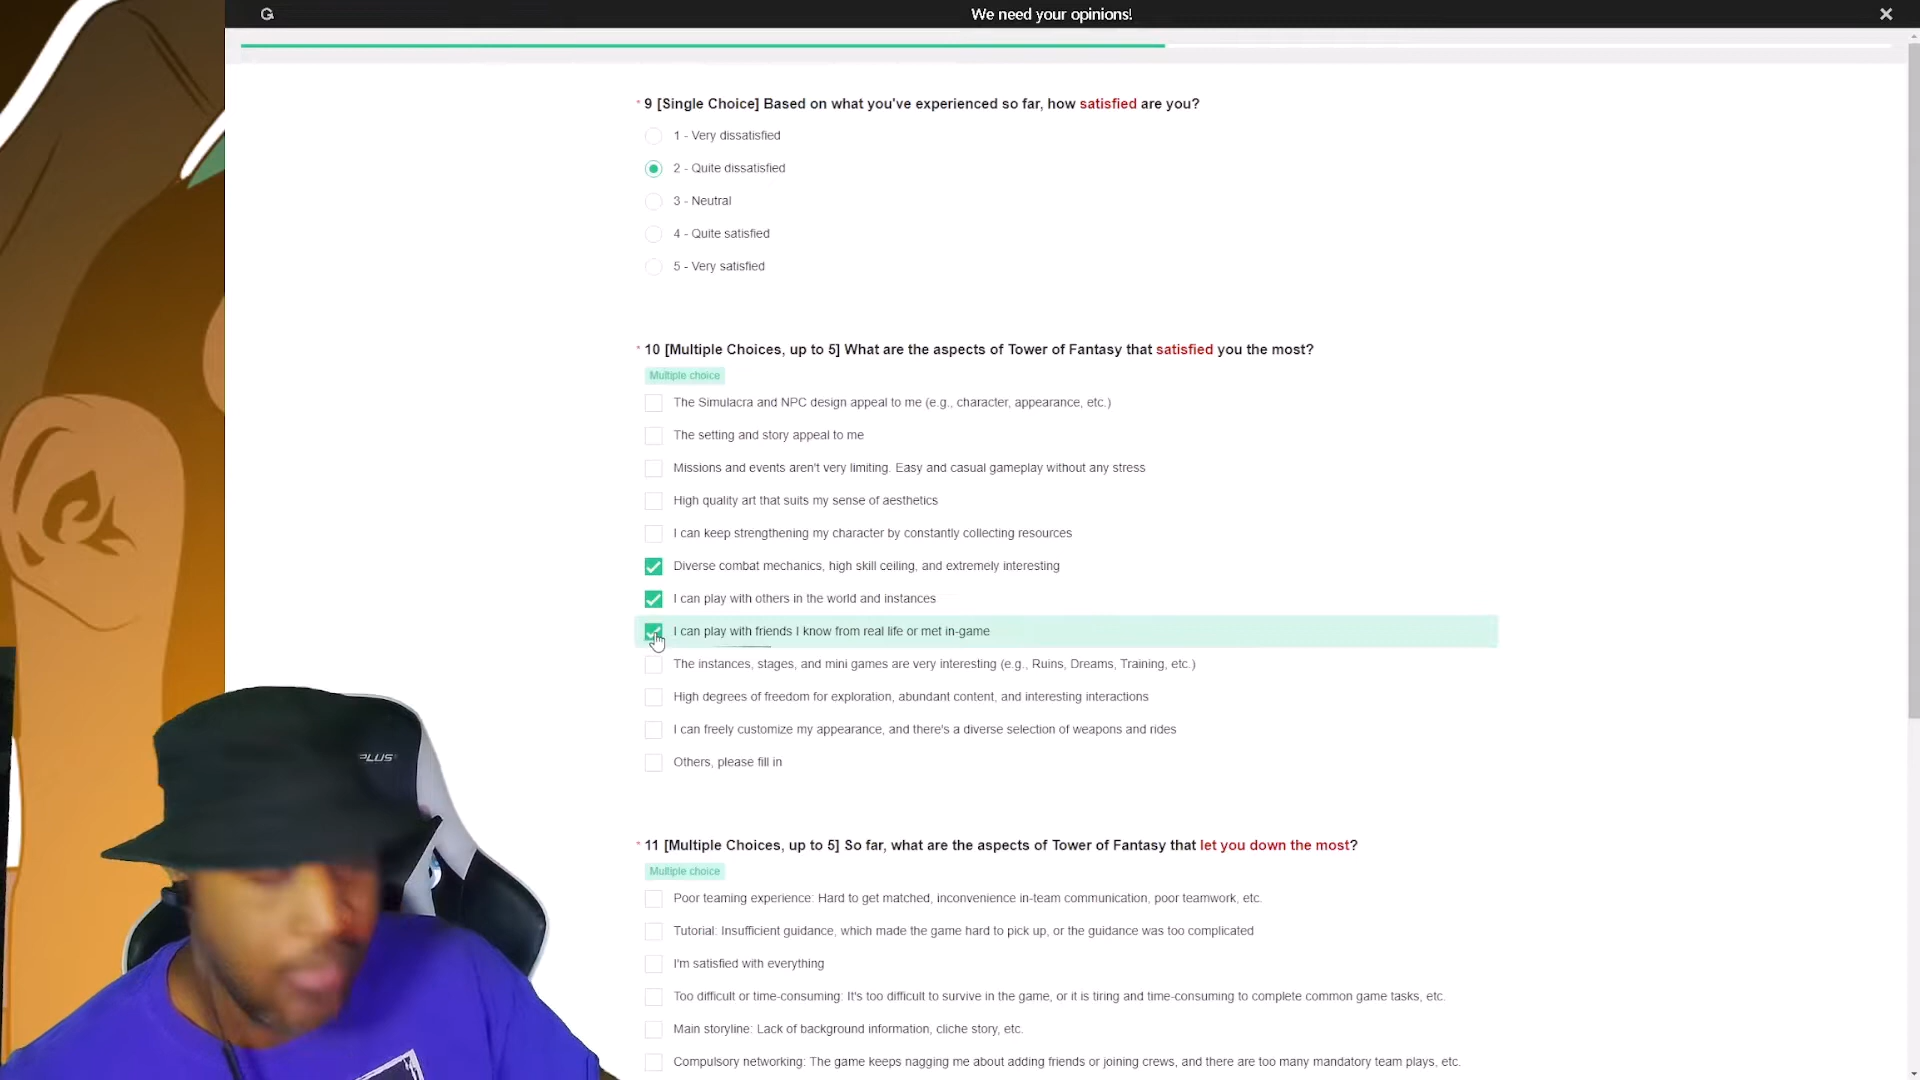 We need your opinions!
* 9 [Single Choice] Based on what you've experienced so far, how satisfied are you?
1 - Very dissatisfied
2 - Quite dissatisfied
3 - Neutral
4 - Quite satisfied
5 - Very satisfied
* 10 [Multiple Choices, up to 5] What are the aspects of Tower of Fantasy that satisfied you the most?
Multiple choice
The Simulacra and NPC design appeal to me (e.g., character, appearance, etc.)
The setting and story appeal to me
Missions and events aren't very limiting. Easy and casual gameplay without any stress
High quality art that suits my sense of aesthetics
I can keep strengthening my character by constantly collecting resources
Diverse combat mechanics, high skill ceiling, and extremely interesting
I can play with others in the world and instances
I can play with friends I know from real life or met in-game
The instances, stages, and mini games are very interesting (e.g., Ruins, Dreams, Training, etc.)
High degrees of freedom for exploration, abundant content, and interesting interactions
I can freely customize my appearance, and there's a diverse selection of weapons and rides
Others, please fill in
PLUS
* 11 [Multiple Choices, up to 5] So far, what are the aspects of Tower of Fantasy that let you down the most?
Multiple choice
Poor teaming experience: Hard to get matched, inconvenience in-team communication, poor teamwork, etc.
Tutorial: Insufficient guidance, which made the game hard to pick up, or the guidance was too complicated
I'm satisfied with everything
Too difficult or time-consuming: It's too difficult to survive in the game, or it is tiring and time-consuming to complete common game tasks, etc.
Main storyline: Lack of background information, cliche story, etc.
Compulsory networking: The game keeps nagging me about adding friends or joining crews, and there are too many mandatory team plays, etc.